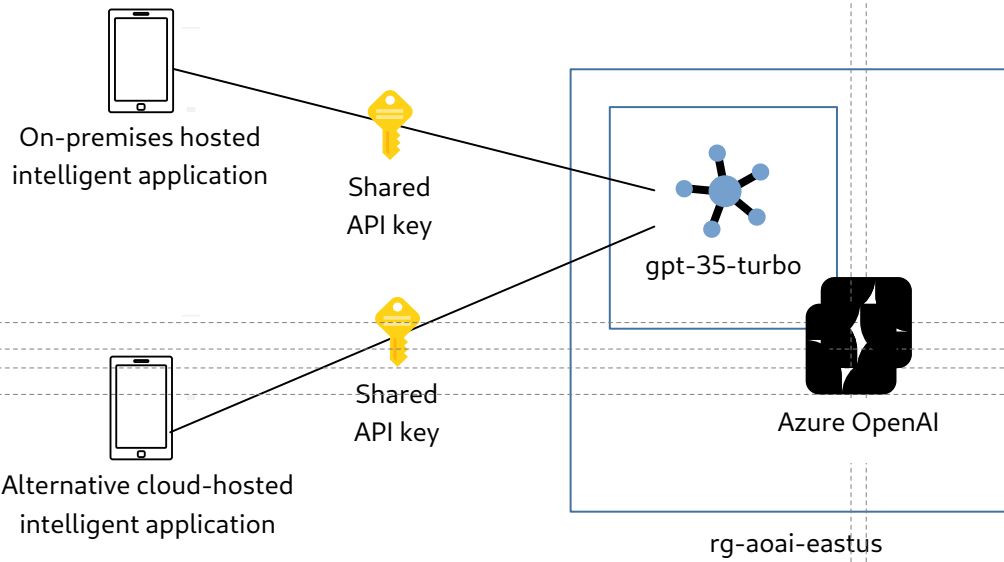 On-premises hosted
intelligent application
Shared
API key
gpt-35-turbo
Shared
API key
Azure OpenAI
Alternative cloud-hosted
intelligent application
rg-aoai-eastus